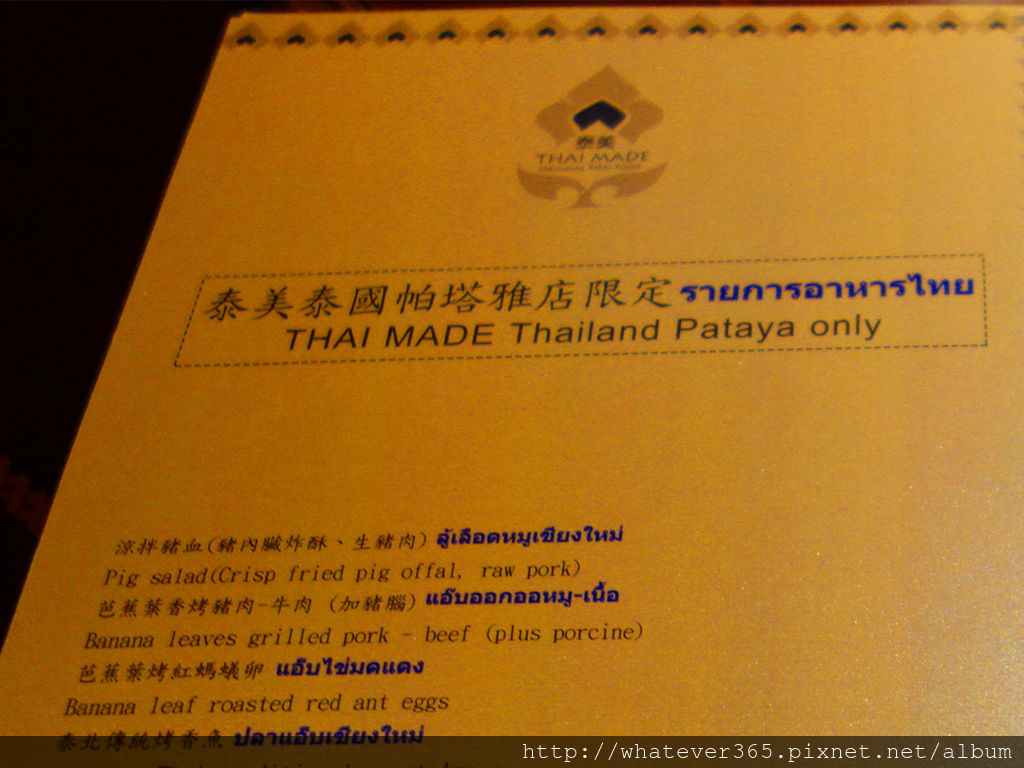 泰美
THAI MADE
ORIGINAL THAI FOOD
泰美泰國帕塔雅店限定 รายการอาหารไทย
THAI MADE Thailand Pataya only
涼拌豬血(豬內臟炸酥、生豬肉) ลู้เลือดหมูเชียงใหม่
Pig salad(Crisp fried pig offal, raw pork)
芭蕉葉香烤豬肉-牛肉 (加豬腦) แอ๊บออกออหมู-เนื้อ
Banana leaves grilled pork - beef (plus porcine)
芭蕉葉烤紅螞蟻卵 แอ๊บไข่มดแดง
Banana leaf roasted red ant eggs
泰北傳統烤香魚 ปลาแอ๊บเชียงใหม่
http://whatever365.pixnet.net/album